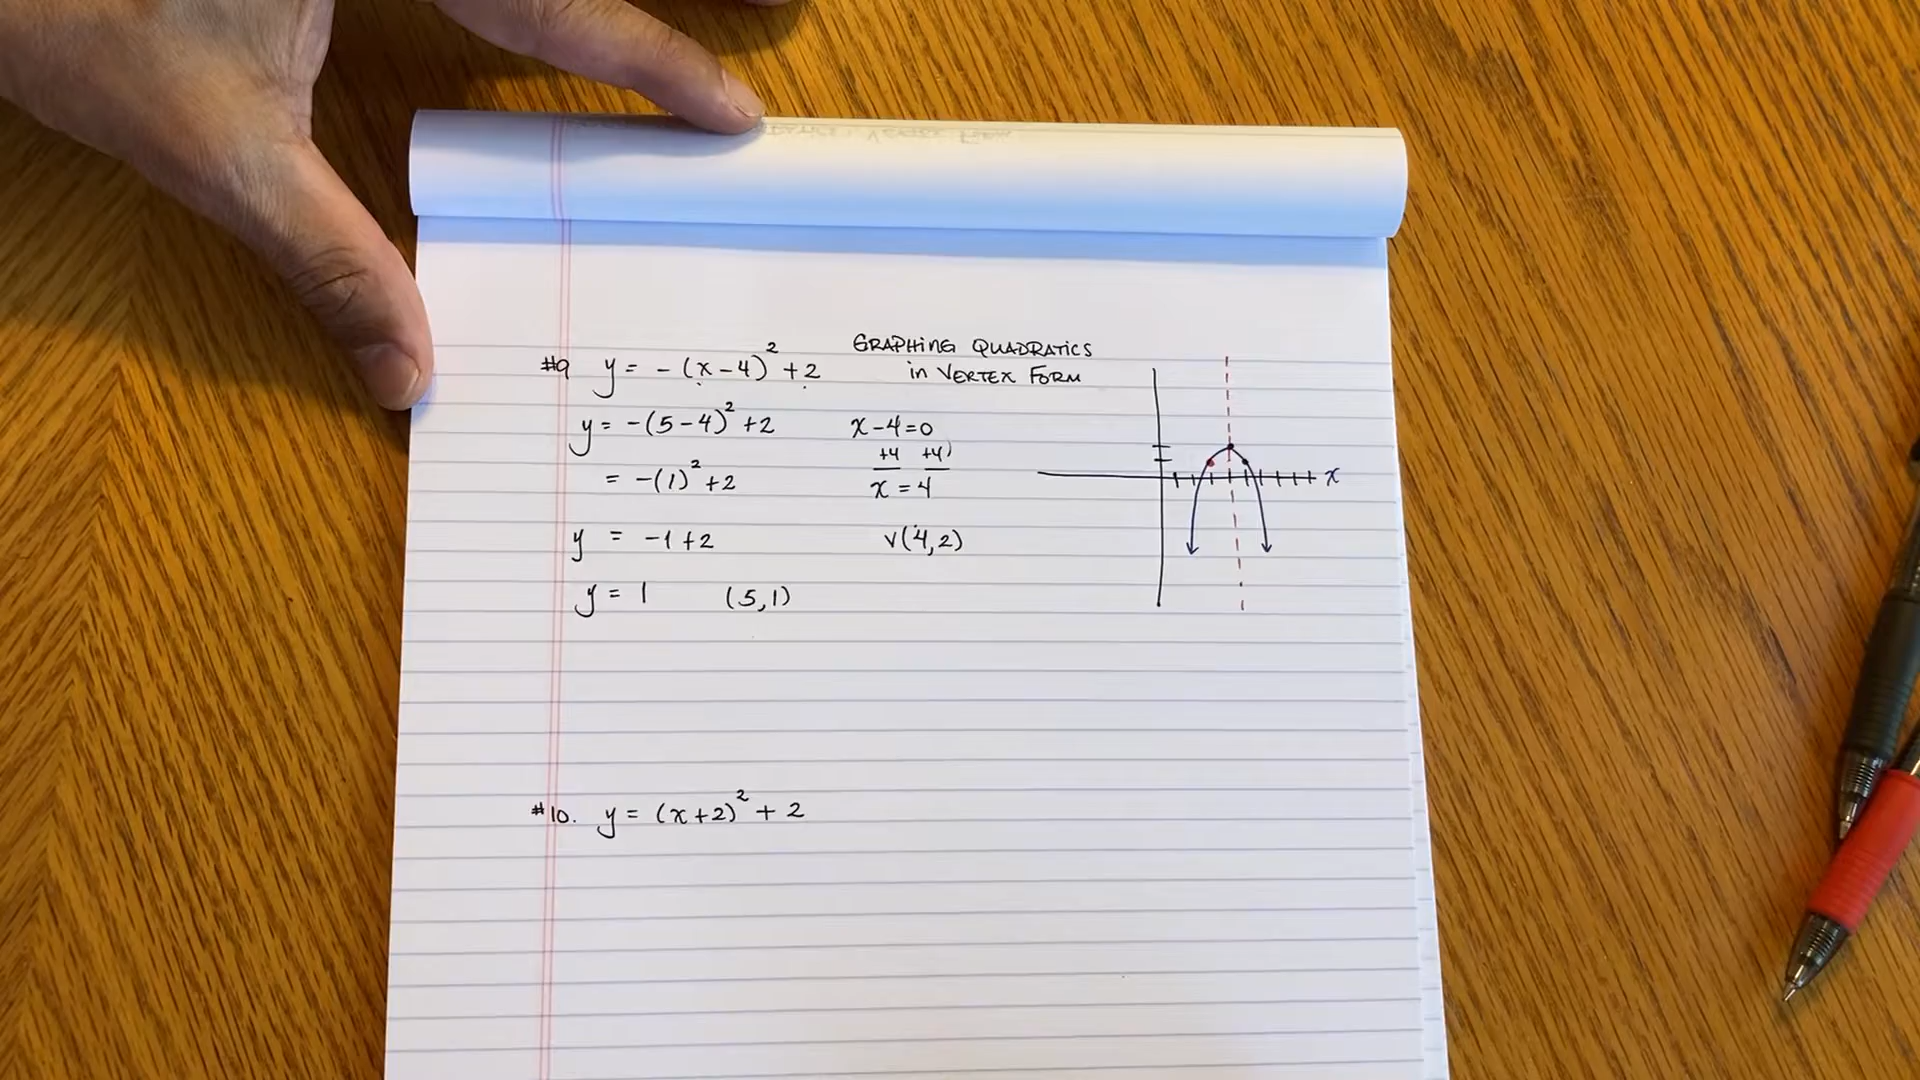 GRAPHING QUADRATICS
in VERTEX FORM
#9 y = -(x-4)² +2
y = -(5-4)² +2
= -(1)² +2
y = -1+2
y = 1 (5,1)
x-4=0
+4 +4
x = 4
V(4,2)
x
#10. y = (x+2)² + 2